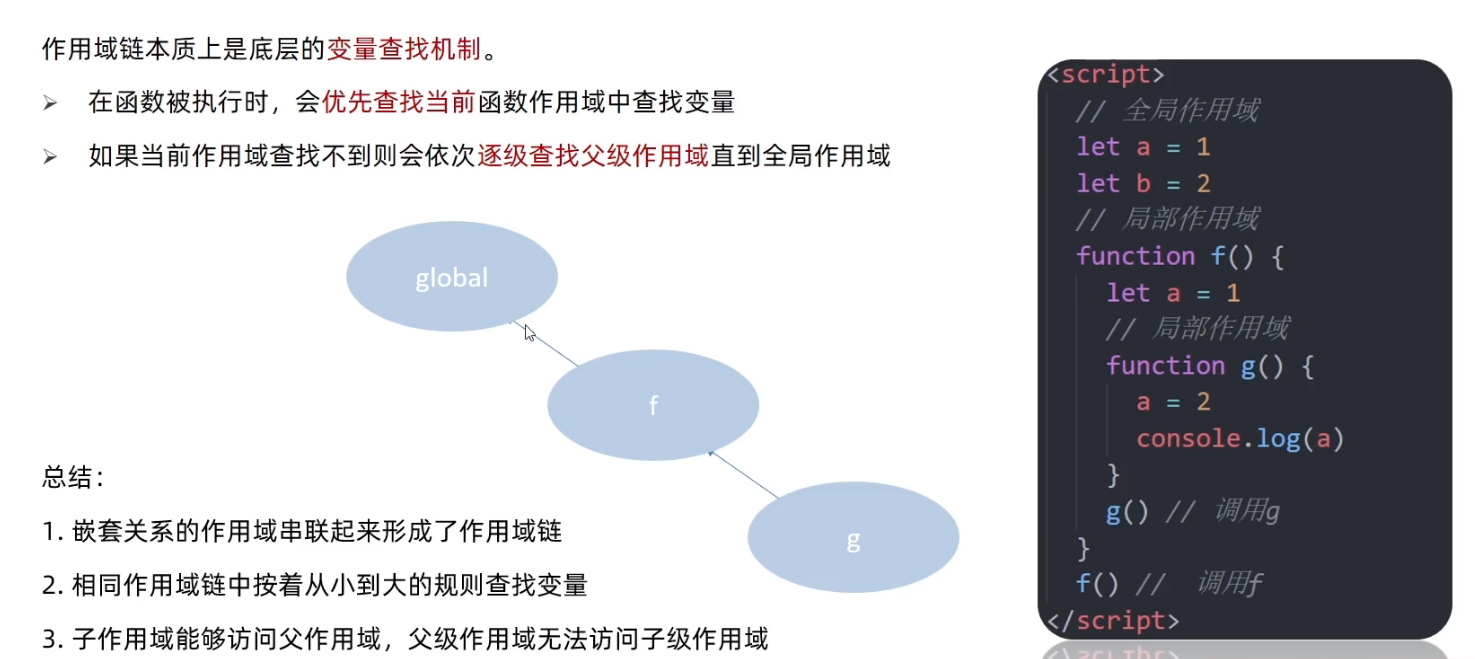 作用域链本质上是底层的变量查找机制。
➢ 在函数被执行时，会优先查找当前函数作用域中查找变量
➢ 如果当前作用域查找不到则会依次逐级查找父级作用域直到全局作用域
global
f
g
总结：
1. 嵌套关系的作用域串联起来形成了作用域链
2. 相同作用域链中按着从小到大的规则查找变量
3. 子作用域能够访问父作用域，父级作用域无法访问子级作用域
<script>
// 全局作用域
let a = 1
let b = 2
// 局部作用域
function f() {
let a = 1
// 局部作用域
function g() {
a = 2
console.log(a)
}
g() // 调用g
}
f() // 调用f
</script>